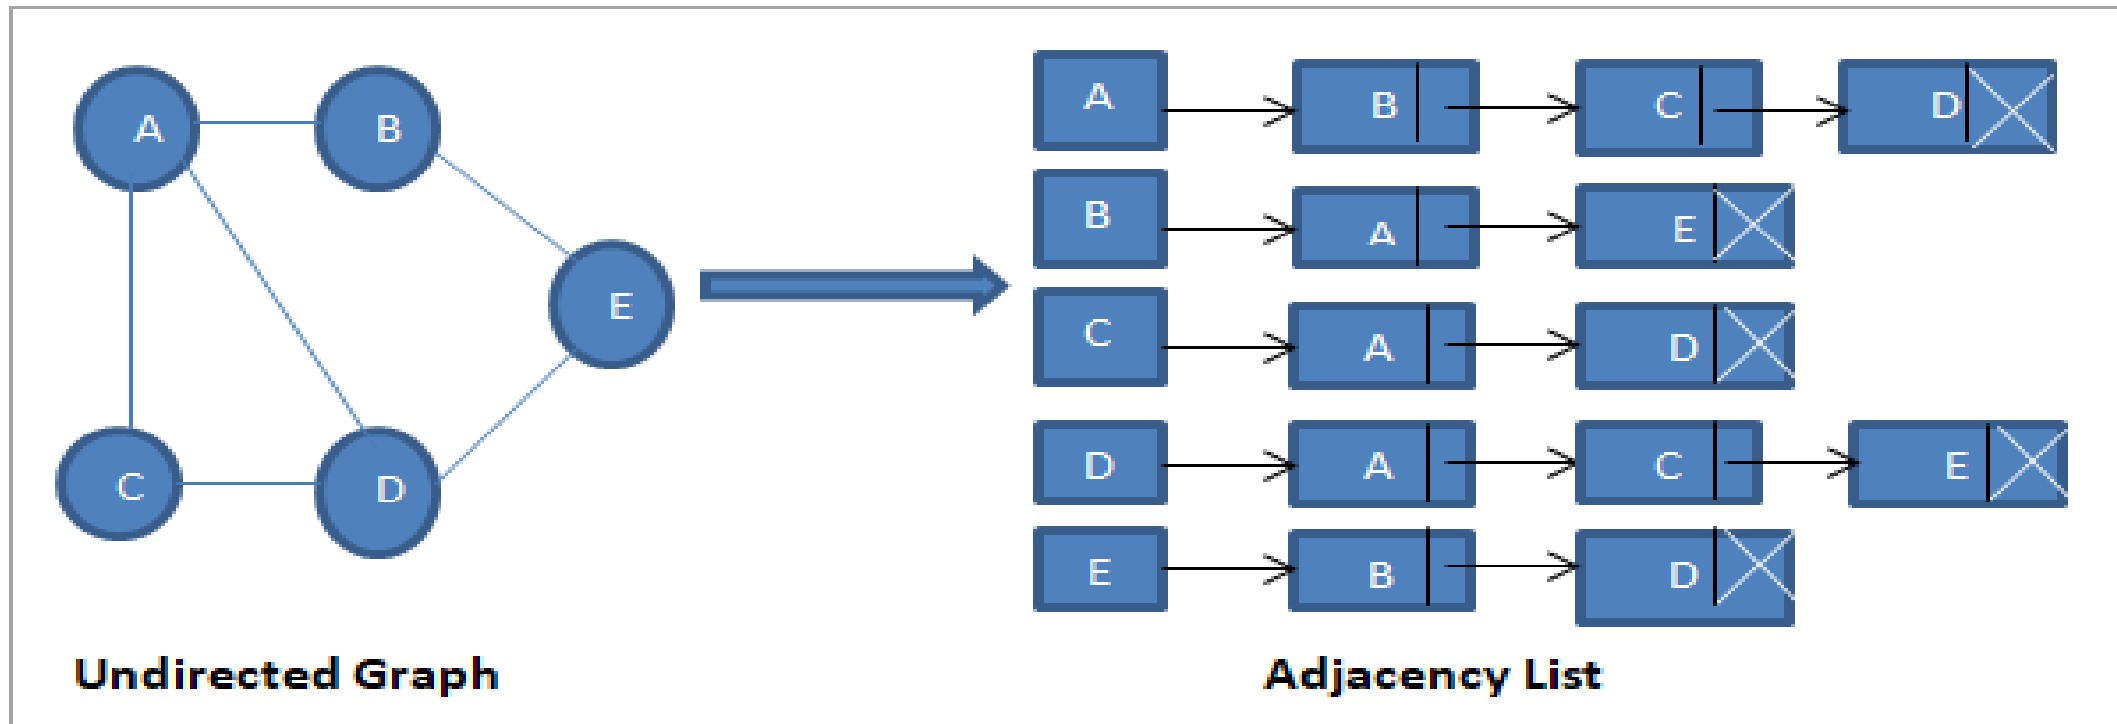 A B
E
C D
A B C D
B A E
C A D
D A C E
E B D
Undirected Graph
Adjacency List